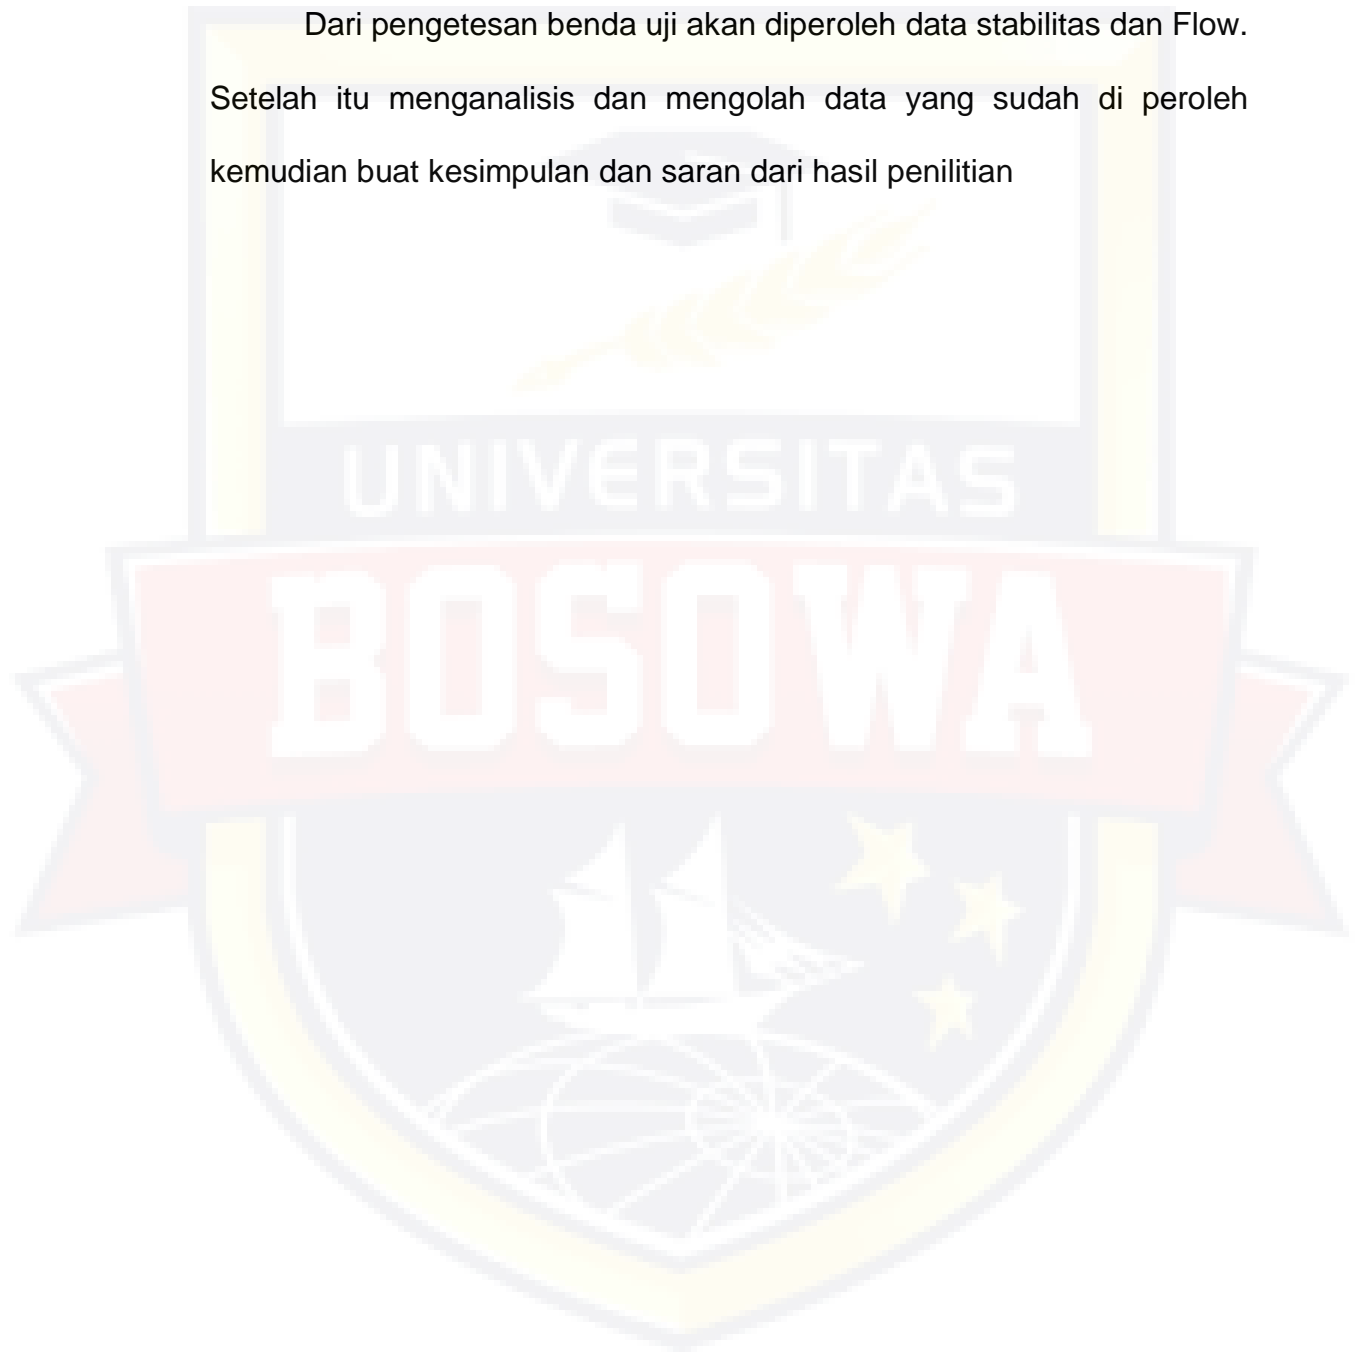 Dari pengetesan benda uji akan diperoleh data stabilitas dan Flow.
Setelah itu menganalisis dan mengolah data yang sudah di peroleh
kemudian buat kesimpulan dan saran dari hasil penilitian
UNIVERSITAS
BOSOWA